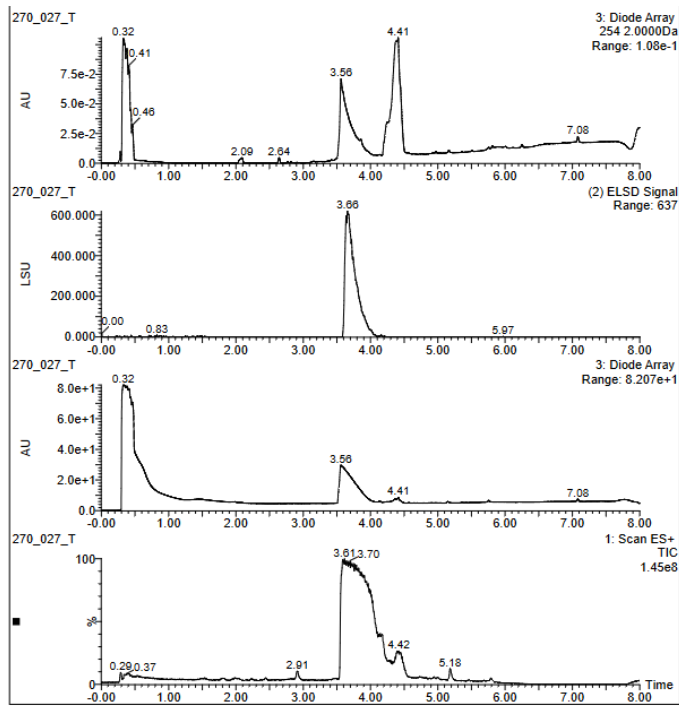 270_027_T
3: Diode Array
254 2.0000Da
Range: 1.08e-1
0.32
0.41
0.46
2.09
2.64
3.56
4.41
7.08
AU
7.5e-2
5.0e-2
2.5e-2
0.0
-0.00 1.00 2.00 3.00 4.00 5.00 6.00 7.00 8.00
270_027_T
(2) ELSD Signal
Range: 637
3.66
LSU
600.000
400.000
200.000
0.000
0.00
0.83
5.97
-0.00 1.00 2.00 3.00 4.00 5.00 6.00 7.00 8.00
270_027_T
3: Diode Array
Range: 8.207e+1
0.32
3.56
4.41
7.08
AU
8.0e+1
6.0e+1
4.0e+1
2.0e+1
0.0
-0.00 1.00 2.00 3.00 4.00 5.00 6.00 7.00 8.00
270_027_T
1: Scan ES+
TIC
1.45e8
3.61 3.70
100
%
0
0.29 0.37
2.91
4.42
5.18
Time
-0.00 1.00 2.00 3.00 4.00 5.00 6.00 7.00 8.00